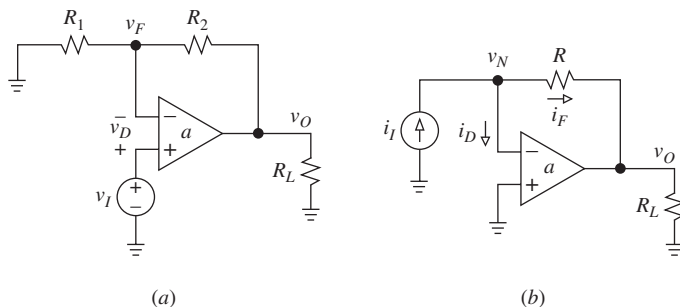 R1 vF R2
vD
− +
− +
a
vO
RL
vI
+ −
(a)
vN R
iF
iI iD
− +
a
vO
RL
(b)